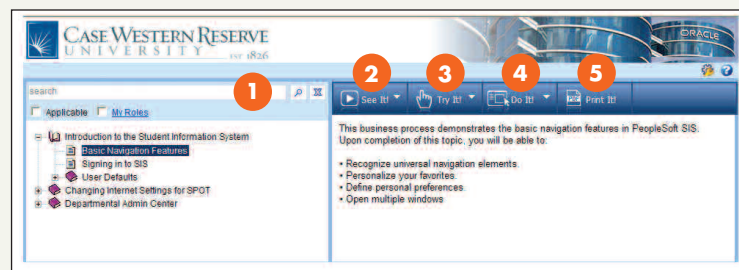 CASE WESTERN RESERVE
UNIVERSITY EST 1826
ORACLE
search
1
2
3
4
5
See It!
Try It!
Do It!
Print It!
Applicable
My Roles
Introduction to the Student Information System
Basic Navigation Features
Signing in to SIS
User Defaults
Changing Internet Settings for SPOT
Departmental Admin Center
This business process demonstrates the basic navigation features in PeopleSoft SIS.
Upon completion of this topic, you will be able to:
• Recognize universal navigation elements.
• Personalize your favorites.
• Define personal preferences.
• Open multiple windows